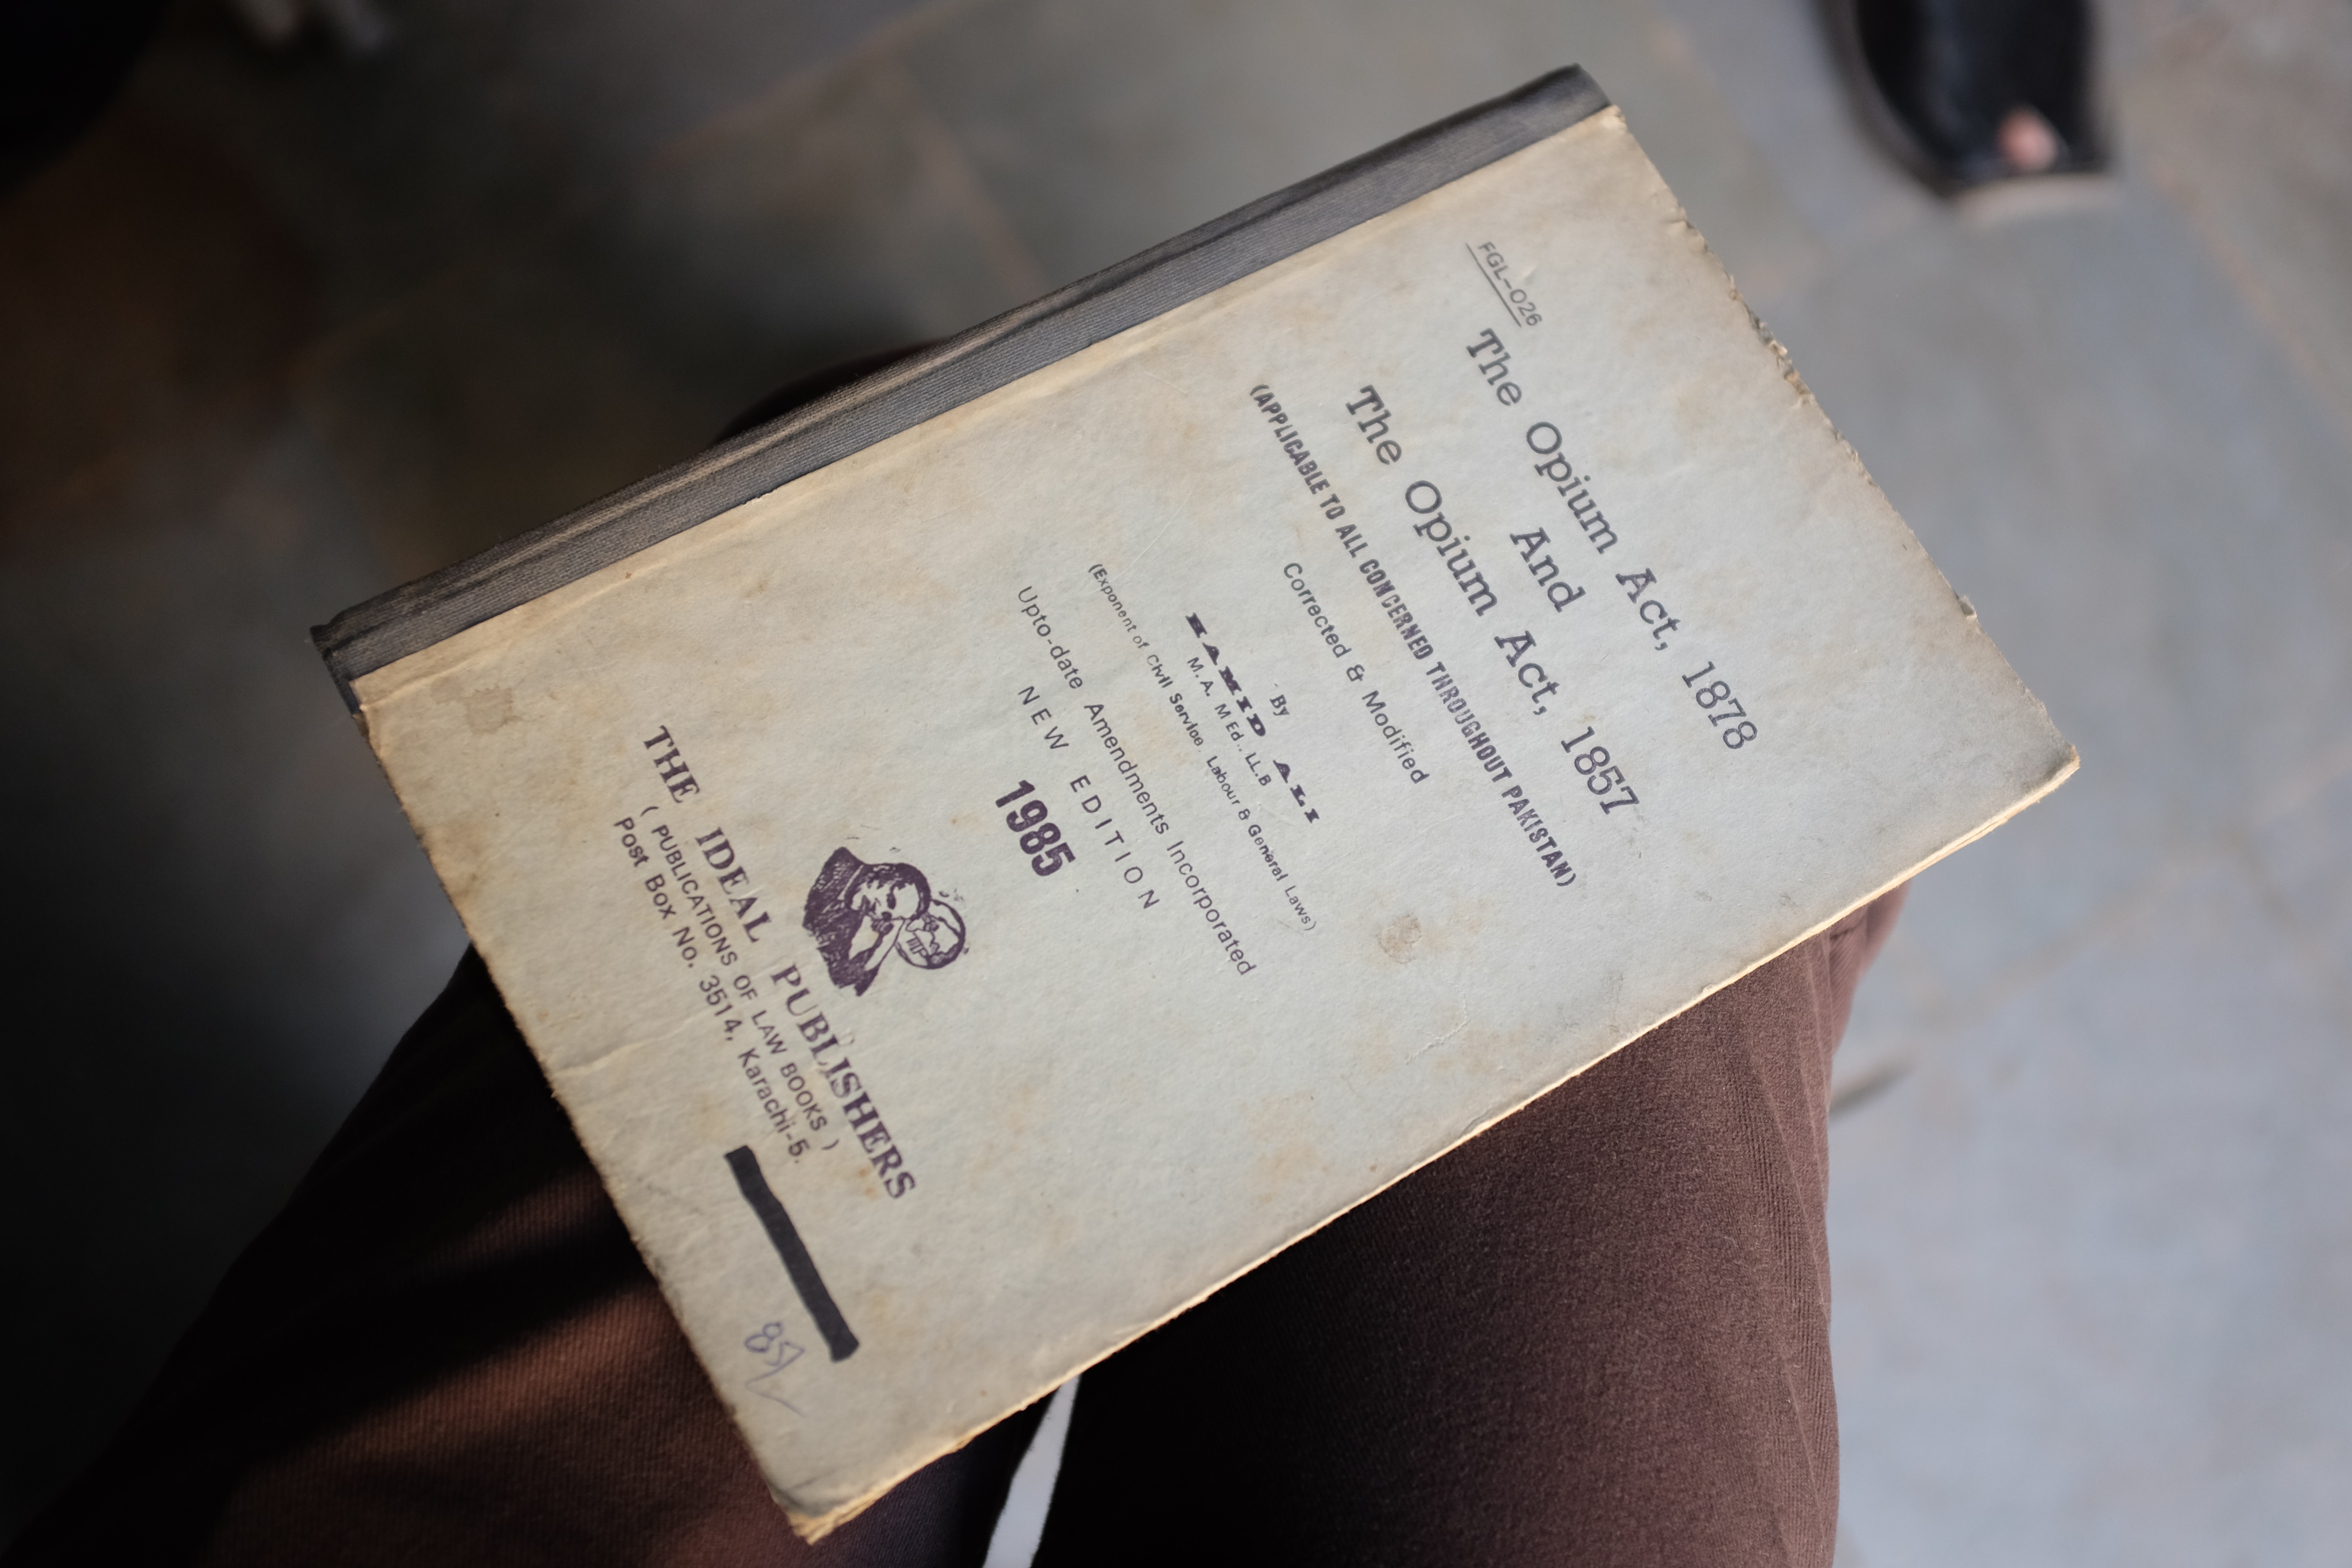 FGL-026
The Opium Act, 1878
And
The Opium Act, 1857
(APPLICABLE TO ALL CONCERNED THROUGHOUT PAKISTAN)
Corrected & Modified
By
HAMID ALI
M.A. M Ed. LL.B
(Exponent of Civil Service, Labour & General Laws)
Upto-date Amendments Incorporated
NEW EDITION
1985
THE IDEAL PUBLISHERS
( PUBLICATIONS OF LAW BOOKS )
Post Box No. 3514, Karachi-5.